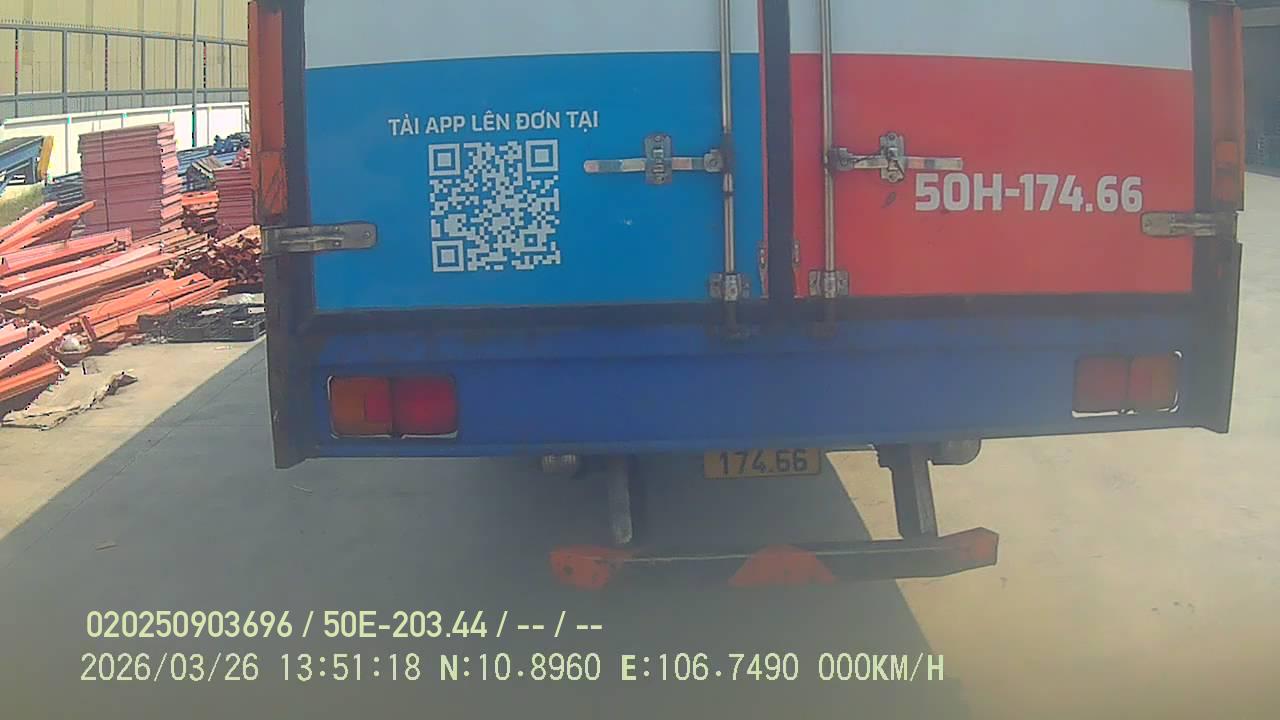 TẢI APP LÊN ĐƠN TẠI
50H-174.66
174.66
020250903696 / 50E-203.44 / -- / --
2026/03/26 13:51:18 N:10.8960 E:106.7490 000KM/H